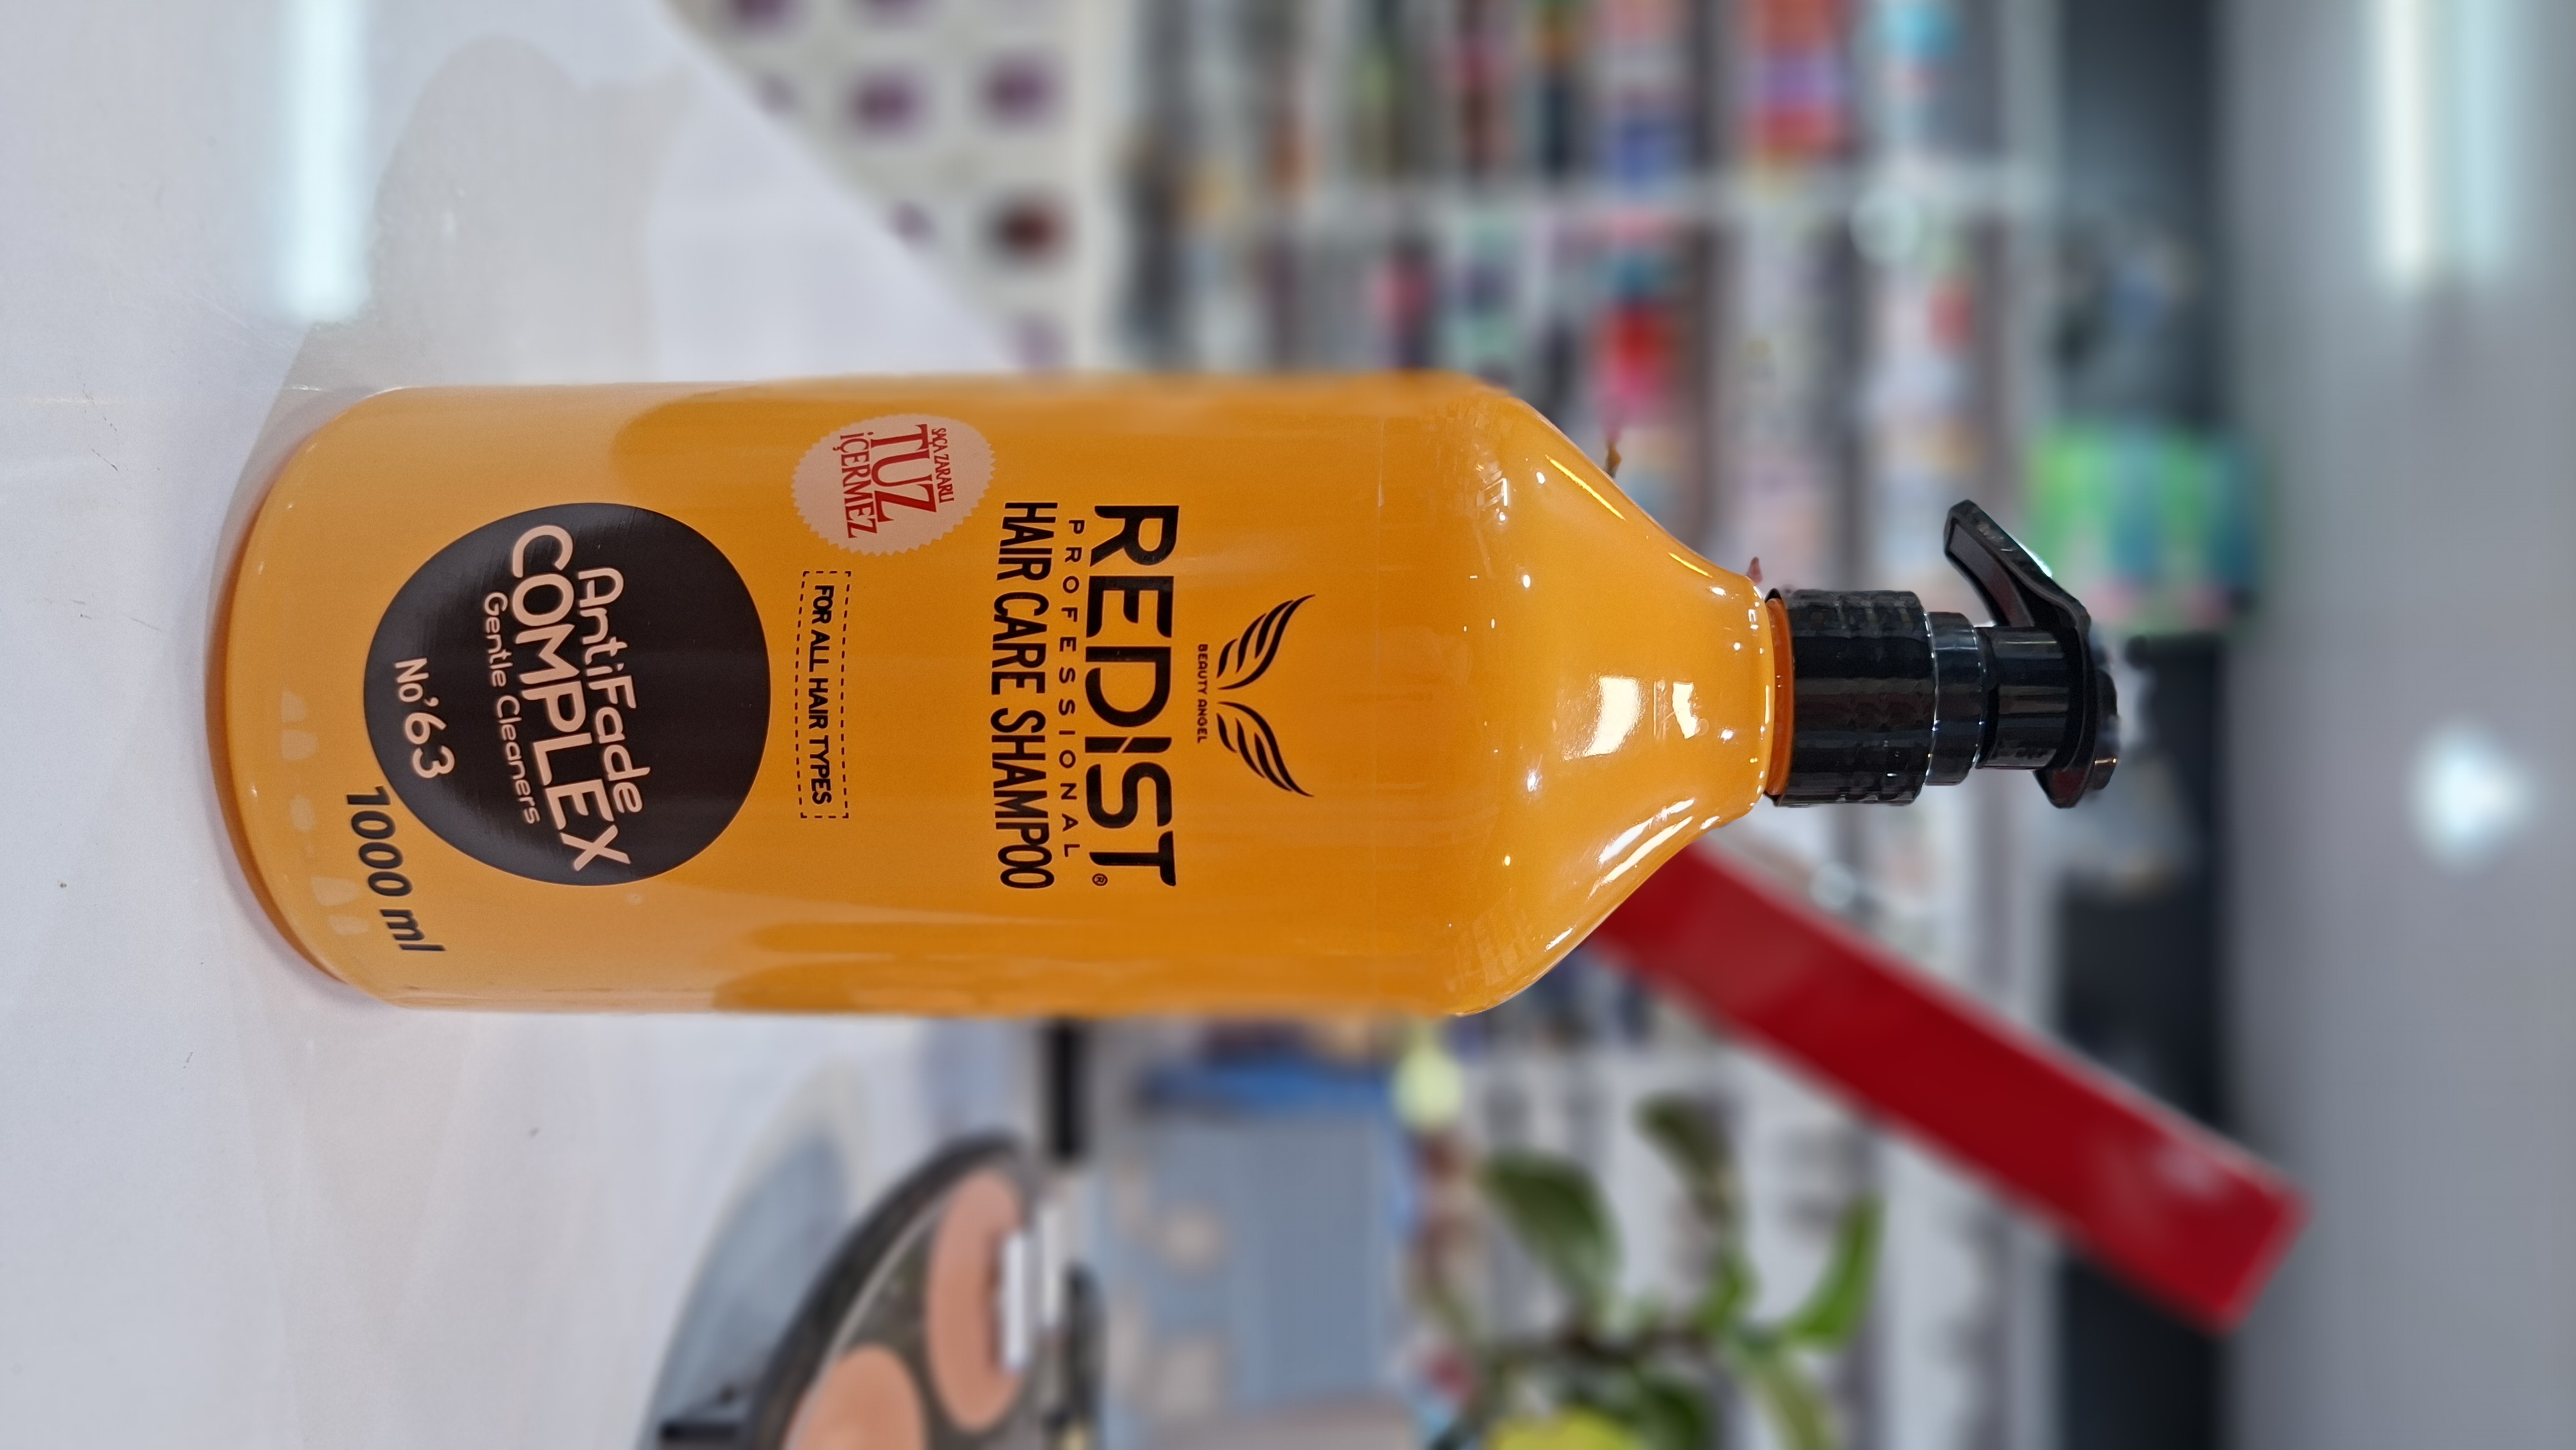 BEAUTY ANGEL
REDIST®
PROFESSIONAL
HAIR CARE SHAMPOO
SAÇA ZARARLI
TUZ
İÇERMEZ
FOR ALL HAIR TYPES
AntiFade
COMPLEX
Gentle Cleaners
No'63
1000 ml